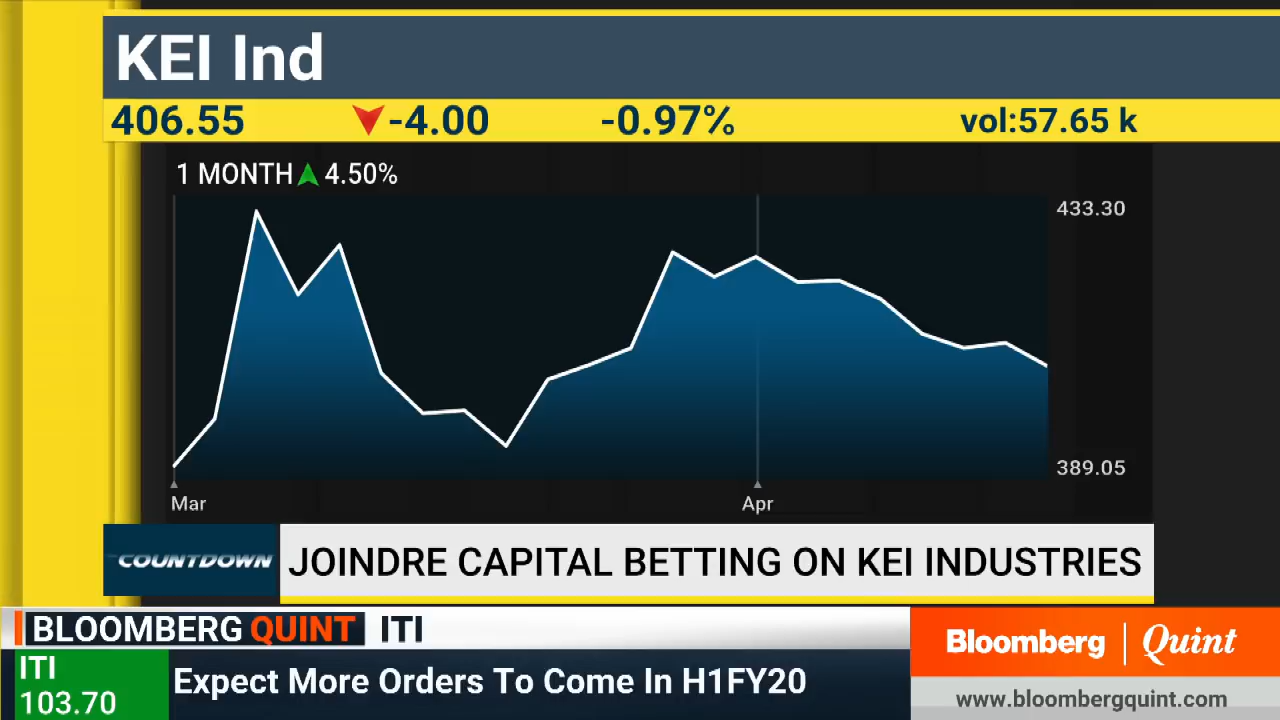 KEI Ind
406.55 -4.00 -0.97% vol:57.65 k
1 MONTH 4.50%
433.30
389.05
Mar Apr
COUNTDOWN
JOINDRE CAPITAL BETTING ON KEI INDUSTRIES
BLOOMBERG QUINT ITI
ITI
103.70
Expect More Orders To Come In H1FY20
Bloomberg | Quint
www.bloombergquint.com